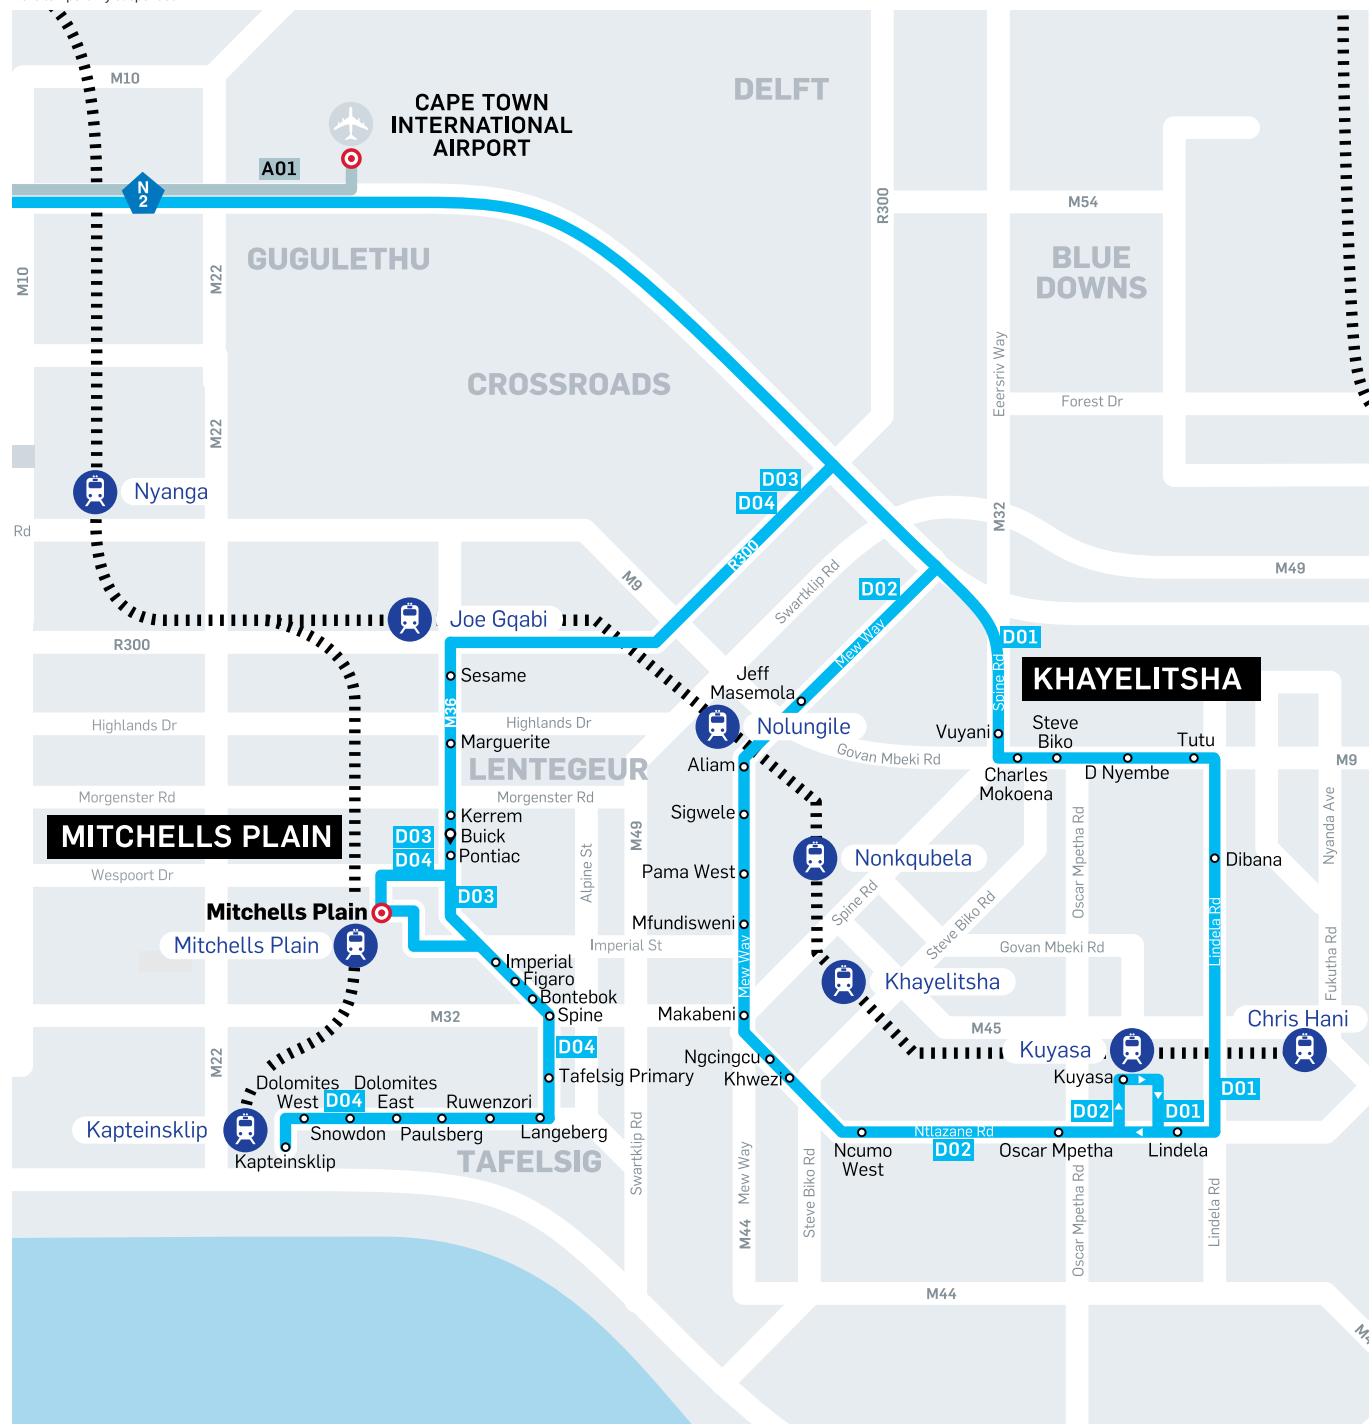 M10
DELFT
CAPE TOWN
INTERNATIONAL
AIRPORT
A01
N
2
R300
M54
GUGULETHU
BLUE
DOWNS
M10
M22
Eeersriv Way
CROSSROADS
Forest Dr
M22
D03
D04
Nyanga
M32
Rd
R300
M9
Swartklip Rd
M49
D02
Joe Gqabi
Mew Way
D01
R300
Spine Rd
KHAYELITSHA
Sesame
Jeff
Masemola
M36
Highlands Dr
Highlands Dr
Nolungile
Vuyani
Steve
Biko
Tutu
Marguerite
Govan Mbeki Rd
M9
LENTEGEUR
Aliam
Charles
Mokoena
D Nyembe
Morgenster Rd
Morgenster Rd
Kerrem
Sigwele
MITCHELLS PLAIN
D03
Buick
M49
Oscar Mpetha Rd
Nyanda Ave
D04
Pontiac
Alpine St
Nonkqubela
Dibana
Wespoort Dr
Pama West
D03
Spine Rd
Mitchells Plain
Mfundisweni
Steve Biko Rd
Lindela Rd
Mitchells Plain
Imperial St
Govan Mbeki Rd
Imperial
Mew Way
Fukutha Rd
Figaro
Khayelitsha
Bontebok
Spine
M32
Makabeni
M45
Chris Hani
D04
Kuyasa
M22
Ngcingcu
Tafelsig Primary
Khwezi
Kuyasa
D01
Dolomites
West
Dolomites
East
D04
Ruwenzori
D02
D01
Kapteinsklip
Snowdon
Paulsberg
Langeberg
Ntlazane Rd
Ncumo
West
D02
Oscar Mpetha
Lindela
Kapteinsklip
TAFELSIG
Swartklip Rd
Mew Way
M44
Steve Biko Rd
Oscar Mpetha Rd
Lindela Rd
M44